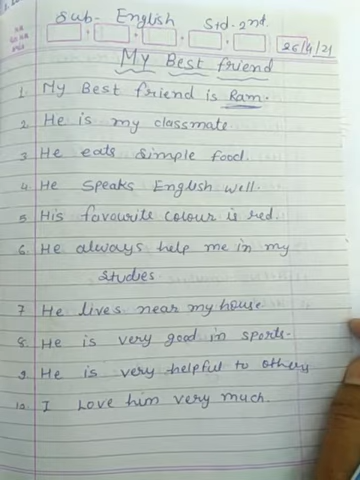 Sub- English Std. 2nd.
26/4/21
My Best friend
1. My Best friend is Ram.
2 He is my classmate.
3 He eats simple food.
4. He speaks English well.
5 His favourite colour is red.
6. He always help me in my
studies
7 He lives near my house.
8. He is very good in sports.
9. He is very helpful to others
10. I Love him very much.